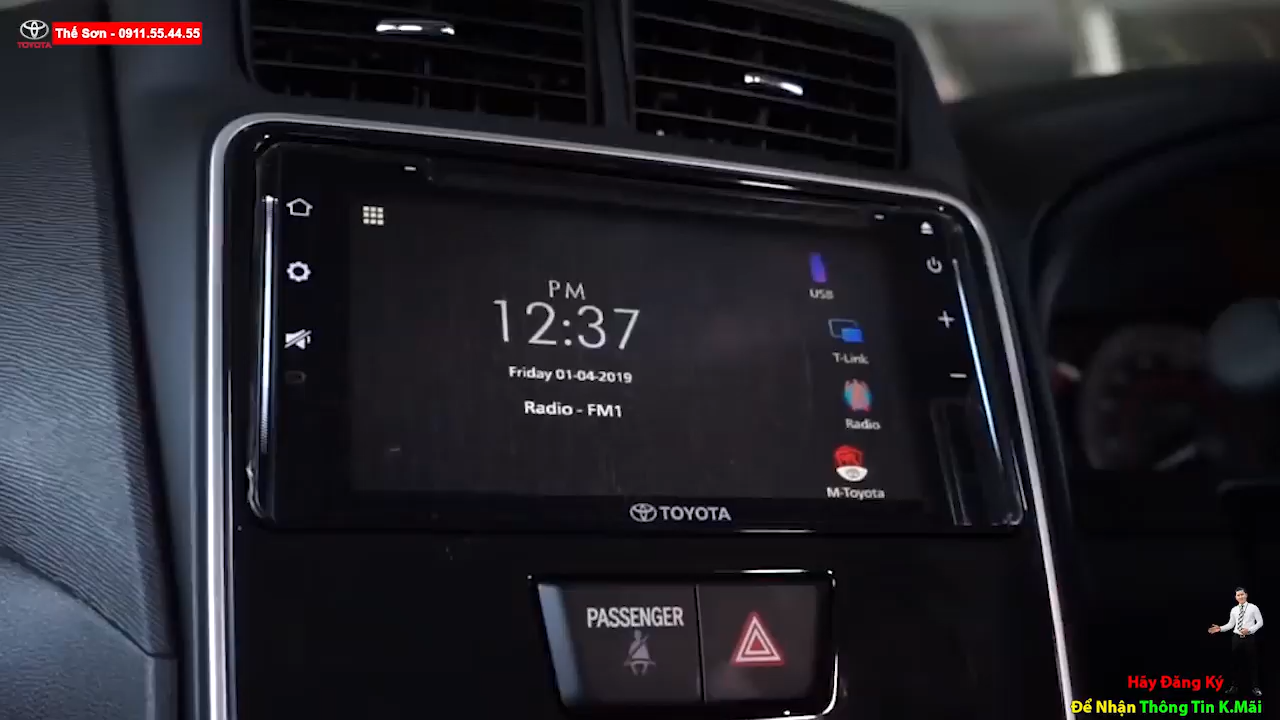 TOYOTA
Thế Sơn - 0911.55.44.55
PM
12:37
Friday 01-04-2019
Radio - FM1
USB
T-Link
Radio
M-Toyota
TOYOTA
PASSENGER
Hãy Đăng Ký
Để Nhận Thông Tin K.Mãi